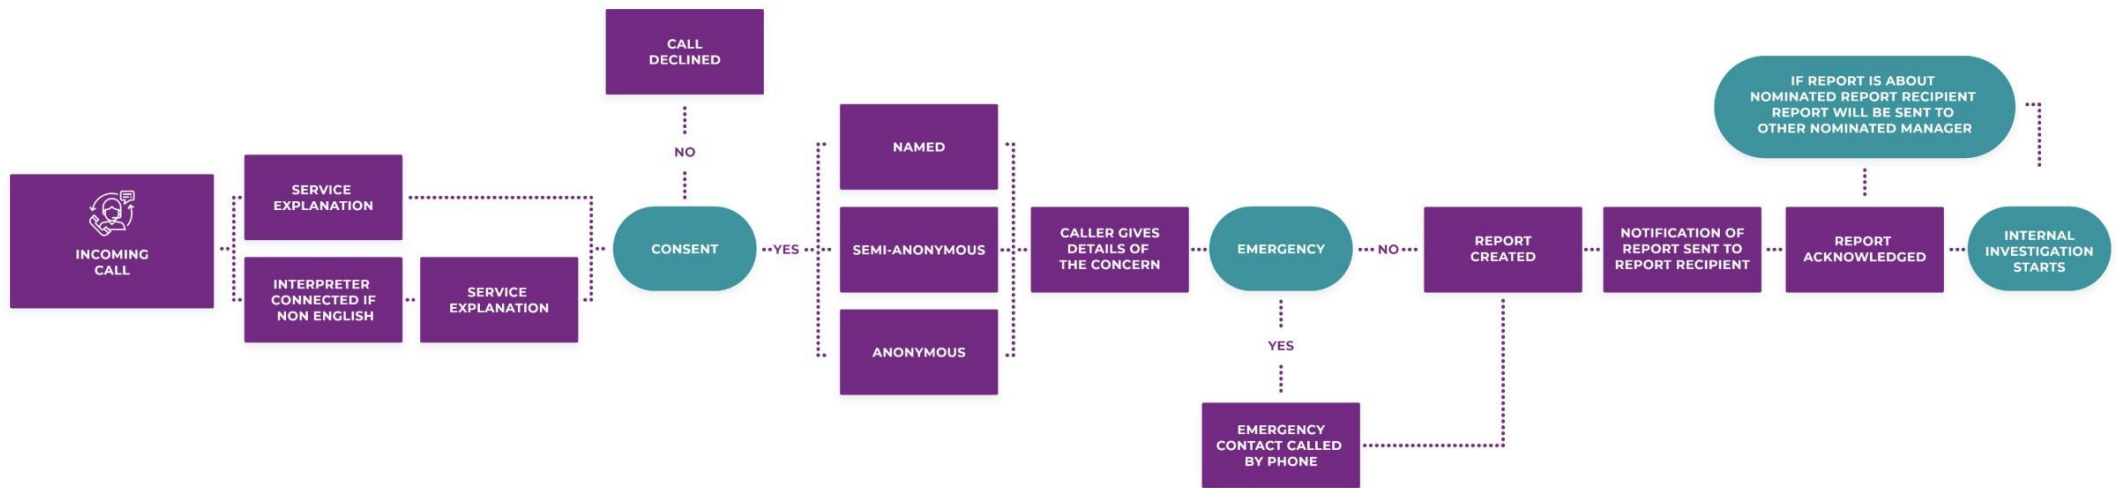 INCOMING
CALL
SERVICE
EXPLANATION
INTERPRETER
CONNECTED IF
NON ENGLISH
SERVICE
EXPLANATION
CALL
DECLINED
NO
CONSENT
YES
NAMED
SEMI-ANONYMOUS
ANONYMOUS
CALLER GIVES
DETAILS OF
THE CONCERN
EMERGENCY
YES
EMERGENCY
CONTACT CALLED
BY PHONE
NO
REPORT
CREATED
NOTIFICATION OF
REPORT SENT TO
REPORT RECIPIENT
REPORT
ACKNOWLEDGED
IF REPORT IS ABOUT
NOMINATED REPORT RECIPIENT
REPORT WILL BE SENT TO
OTHER NOMINATED MANAGER
INTERNAL
INVESTIGATION
STARTS